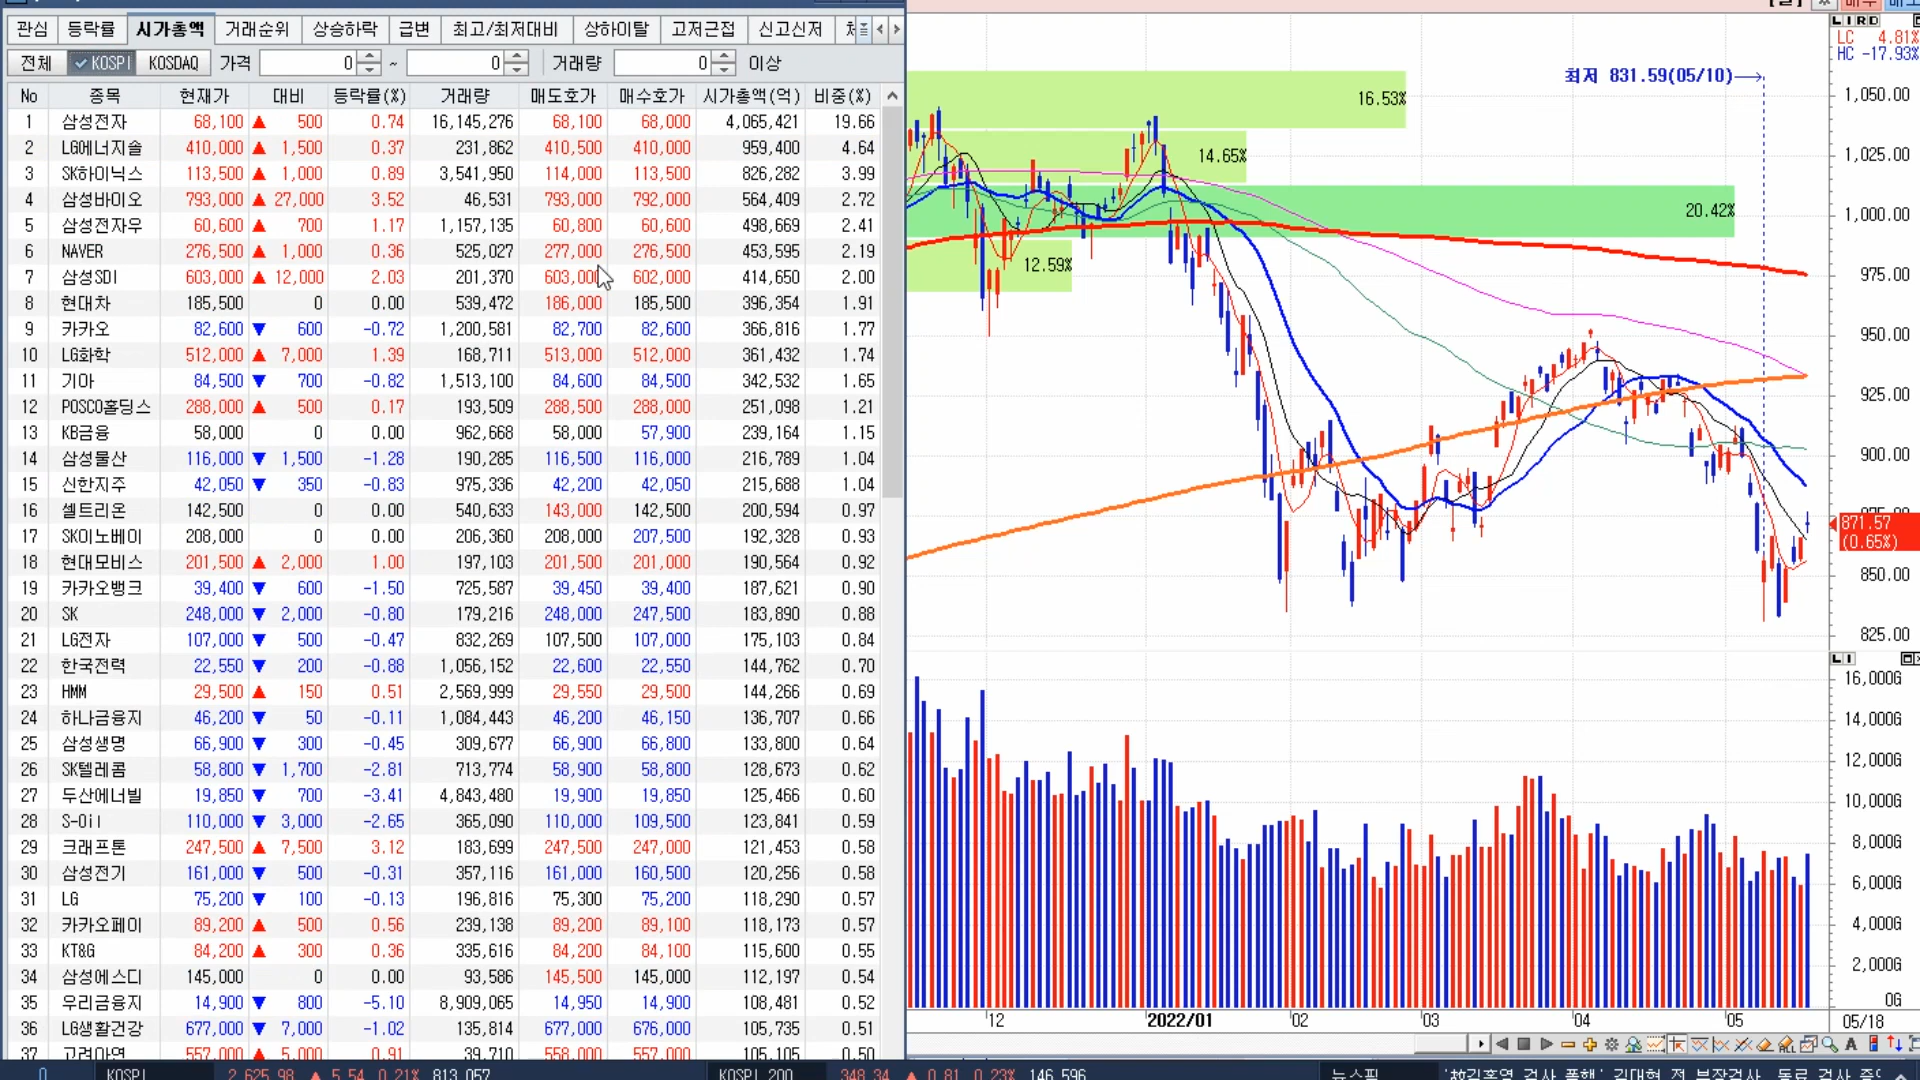 관심 등락률 시가총액 거래순위 상승하락 급변 최고/최저대비 상하이탈 고저근접 신고신저
전체 KOSPI KOSDAQ 가격 0 ~ 0 거래량 0 이상
No 종목 현재가 대비 등락률(%) 거래량 매도호가 매수호가 시가총액(억) 비중(%)
1 삼성전자 68,100 ▲ 500 0.74 16,145,276 68,100 68,000 4,065,421 19.66
2 LG에너지솔 410,000 ▲ 1,500 0.37 231,862 410,500 410,000 959,400 4.64
3 SK하이닉스 113,500 ▲ 1,000 0.89 3,541,950 114,000 113,500 826,282 3.99
4 삼성바이오 793,000 ▲ 27,000 3.52 46,531 793,000 792,000 564,409 2.72
5 삼성전자우 60,600 ▲ 700 1.17 1,157,135 60,800 60,600 498,669 2.41
6 NAVER 276,500 ▲ 1,000 0.36 525,027 277,000 276,500 453,595 2.19
7 삼성SDI 603,000 ▲ 12,000 2.03 201,370 603,000 602,000 414,650 2.00
8 현대차 185,500 0 0.00 539,472 186,000 185,500 396,354 1.91
9 카카오 82,600 ▼ 600 -0.72 1,200,581 82,700 82,600 366,816 1.77
10 LG화학 512,000 ▲ 7,000 1.39 168,711 513,000 512,000 361,432 1.74
11 기아 84,500 ▼ 700 -0.82 1,513,100 84,600 84,500 342,532 1.65
12 POSCO홀딩스 288,000 ▲ 500 0.17 193,509 288,500 288,000 251,098 1.21
13 KB금융 58,000 0 0.00 962,668 58,000 57,900 239,164 1.15
14 삼성물산 116,000 ▼ 1,500 -1.28 190,285 116,500 116,000 216,789 1.04
15 신한지주 42,050 ▼ 350 -0.83 975,336 42,200 42,050 215,688 1.04
16 셀트리온 142,500 0 0.00 540,633 143,000 142,500 200,594 0.97
17 SK이노베이 208,000 0 0.00 206,360 208,000 207,500 192,328 0.93
18 현대모비스 201,500 ▲ 2,000 1.00 197,103 201,500 201,000 190,564 0.92
19 카카오뱅크 39,400 ▼ 600 -1.50 725,587 39,450 39,400 187,621 0.90
20 SK 248,000 ▼ 2,000 -0.80 179,216 248,000 247,500 183,890 0.88
21 LG전자 107,000 ▼ 500 -0.47 832,269 107,500 107,000 175,103 0.84
22 한국전력 22,550 ▼ 200 -0.88 1,056,152 22,600 22,550 144,762 0.70
23 HMM 29,500 ▲ 150 0.51 2,569,999 29,550 29,500 144,266 0.69
24 하나금융지 46,200 ▼ 50 -0.11 1,084,443 46,200 46,150 136,707 0.66
25 삼성생명 66,900 ▼ 300 -0.45 309,677 66,900 66,800 133,800 0.64
26 SK텔레콤 58,800 ▼ 1,700 -2.81 713,774 58,900 58,800 128,673 0.62
27 두산에너빌 19,850 ▼ 700 -3.41 4,843,480 19,900 19,850 125,466 0.60
28 S-Oil 110,000 ▼ 3,000 -2.65 365,090 110,000 109,500 123,841 0.59
29 크래프톤 247,500 ▲ 7,500 3.12 183,699 247,500 247,000 121,453 0.58
30 삼성전기 161,000 ▼ 500 -0.31 357,116 161,000 160,500 120,256 0.58
31 LG 75,200 ▼ 100 -0.13 196,816 75,300 75,200 118,290 0.57
32 카카오페이 89,200 ▲ 500 0.56 239,138 89,200 89,100 118,173 0.57
33 KT&G 84,200 ▲ 300 0.36 335,616 84,200 84,100 115,600 0.55
34 삼성에스디 145,000 0 0.00 93,586 145,500 145,000 112,197 0.54
35 우리금융지 14,900 ▼ 800 -5.10 8,909,065 14,950 14,900 108,481 0.52
36 LG생활건강 677,000 ▼ 7,000 -1.02 135,814 677,000 676,000 105,735 0.51
37 고려아연 557,000 ▲ 5,000 0.91 39,710 558,000 557,000 105,105 0.50
LC 4.81%
HC -17.93%
최저 831.59(05/10)
16.53%
14.65%
20.42%
12.59%
1,050.00
1,025.00
1,000.00
975.00
950.00
925.00
900.00
871.57
(0.65%)
850.00
825.00
16,000G
14,000G
12,000G
10,000G
8,000G
6,000G
4,000G
2,000G
0G
12 2022/01 02 03 04 05 05/18
0 KOSPI 2,625.98 ▲ 5.54 0.21% 813,057 KOSPI 200 348.34 ▲ 0.81 0.23% 146,596 뉴스픽